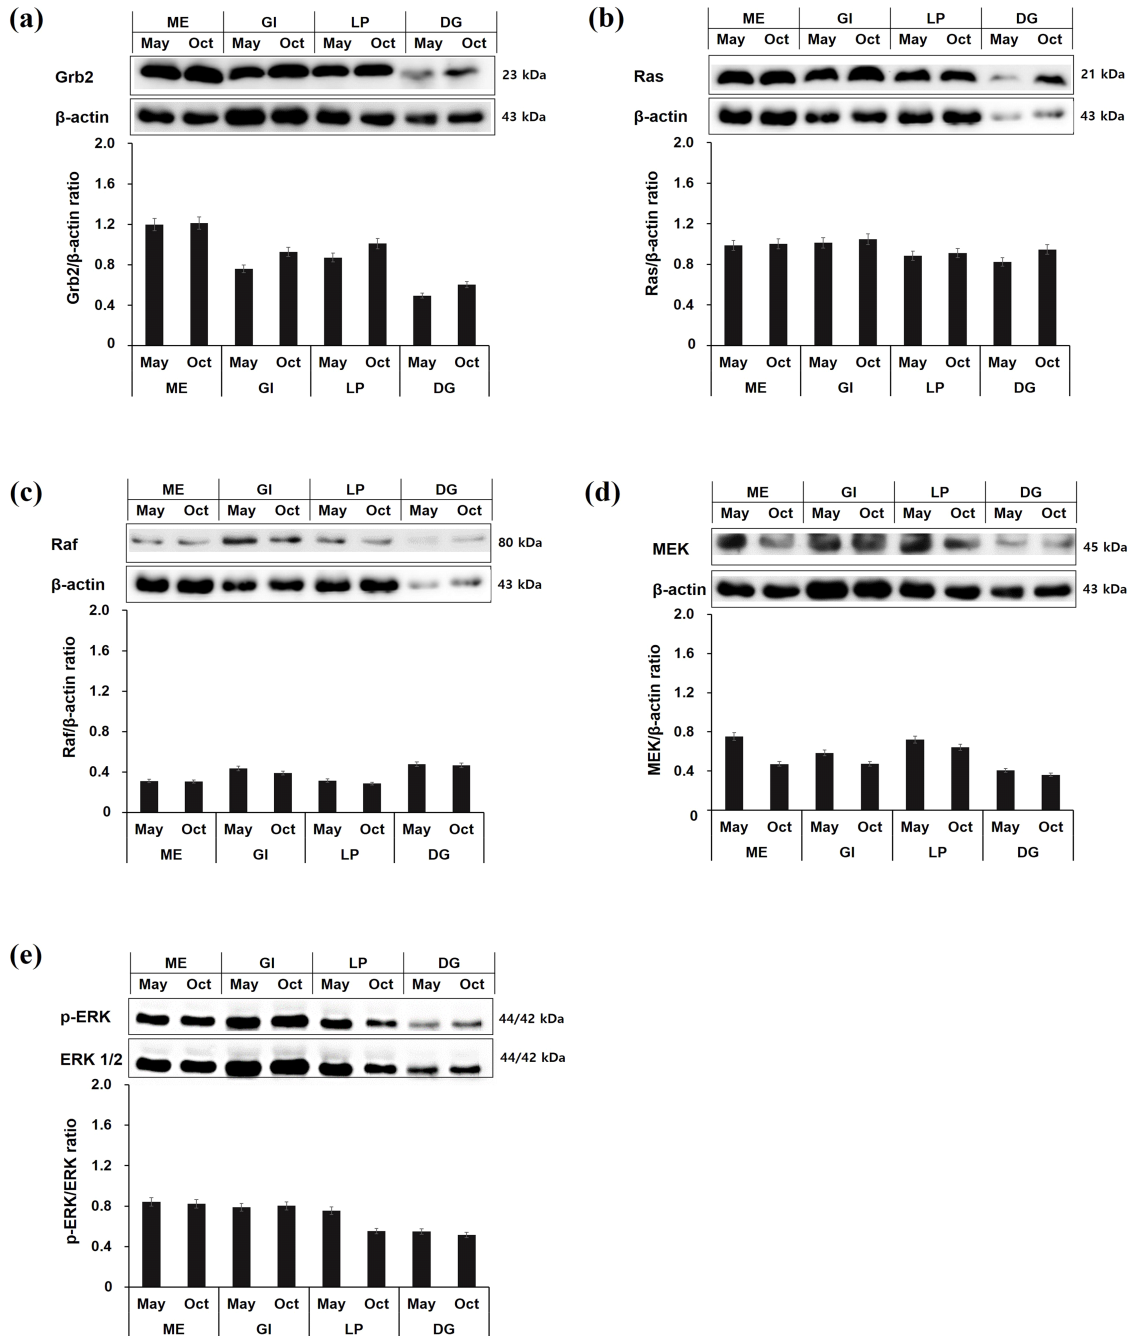 (a)
ME GI LP DG
May Oct May Oct May Oct May Oct
Grb2 23 kDa
β-actin 43 kDa
Grb2/β-actin ratio
2.0
1.6
1.2
0.8
0.4
0
May Oct May Oct May Oct May Oct
ME GI LP DG
(b)
ME GI LP DG
May Oct May Oct May Oct May Oct
Ras 21 kDa
β-actin 43 kDa
Ras/β-actin ratio
2.0
1.6
1.2
0.8
0.4
0
May Oct May Oct May Oct May Oct
ME GI LP DG
(c)
ME GI LP DG
May Oct May Oct May Oct May Oct
Raf 80 kDa
β-actin 43 kDa
Raf/β-actin ratio
2.0
1.6
1.2
0.8
0.4
0
May Oct May Oct May Oct May Oct
ME GI LP DG
(d)
ME GI LP DG
May Oct May Oct May Oct May Oct
MEK 45 kDa
β-actin 43 kDa
MEK/β-actin ratio
2.0
1.6
1.2
0.8
0.4
0
May Oct May Oct May Oct May Oct
ME GI LP DG
(e)
ME GI LP DG
May Oct May Oct May Oct May Oct
p-ERK 44/42 kDa
ERK 1/2 44/42 kDa
p-ERK/ERK ratio
2.0
1.6
1.2
0.8
0.4
0
May Oct May Oct May Oct May Oct
ME GI LP DG